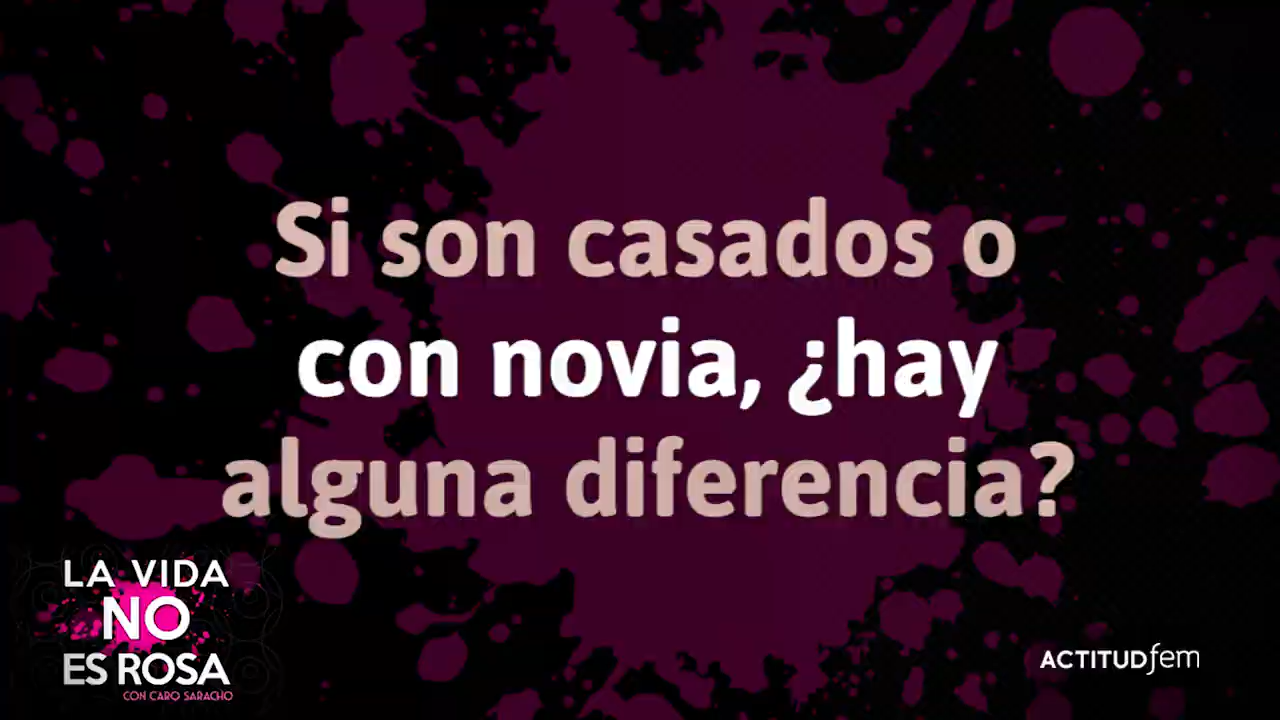 Si son casados o
con novia, ¿hay
alguna diferencia?
LA VIDA
NO
ES ROSA
CON CARO SARACHO
ACTITUDfem